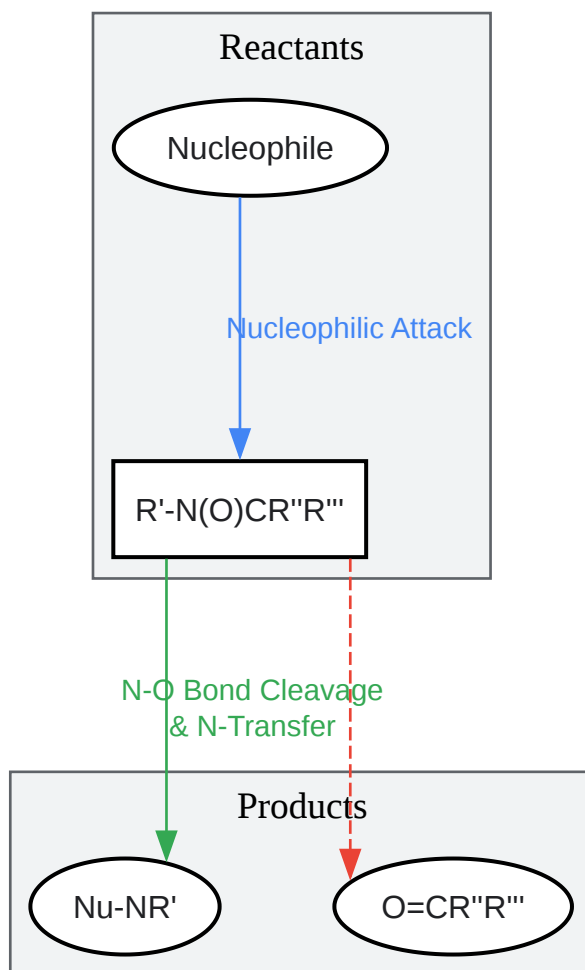 Reactants
Nucleophile
Nucleophilic Attack
R'-N(O)CR"R'"
N-O Bond Cleavage
& N-Transfer
Products
Nu-NR'
O=CR"R'"